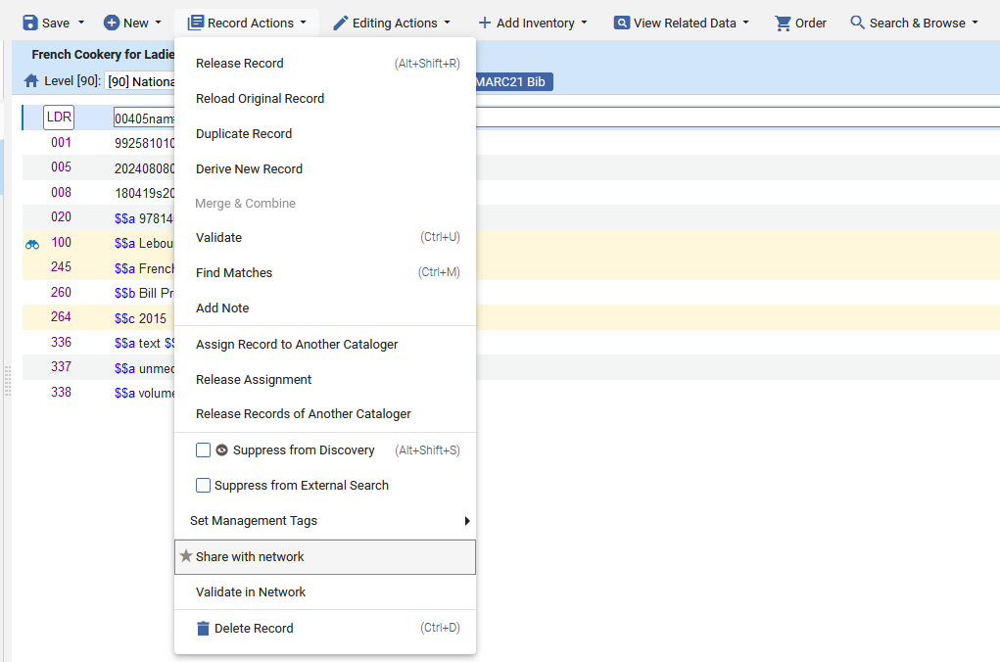 Save New Record Actions Editing Actions Add Inventory View Related Data Order Search & Browse
French Cookery for Ladie
Level [90]: [90] Nationa MARC21 Bib
LDR 00405nam
001 992581010
005 202408080
008 180419s20
020 $$a 97814
100 $$a Lebou
245 $$a French
260 $$b Bill Pr
264 $$c 2015
336 $$a text $
337 $$a unmed
338 $$a volume
Release Record (Alt+Shift+R)
Reload Original Record
Duplicate Record
Derive New Record
Merge & Combine
Validate (Ctrl+U)
Find Matches (Ctrl+M)
Add Note
Assign Record to Another Cataloger
Release Assignment
Release Records of Another Cataloger
Suppress from Discovery (Alt+Shift+S)
Suppress from External Search
Set Management Tags
Share with network
Validate in Network
Delete Record (Ctrl+D)